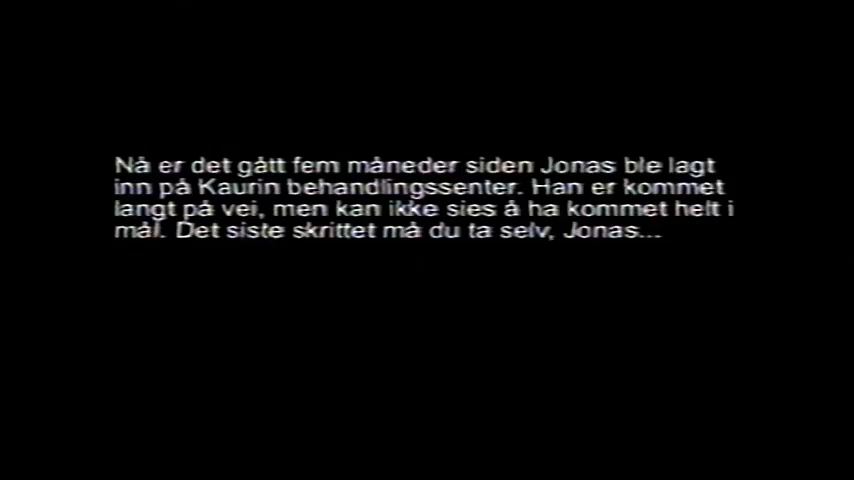 Nå er det gått fem måneder siden Jonas ble lagt
inn på Kaurin behandlingssenter. Han er kommet
langt på vei, men kan ikke sies å ha kommet helt i
mål. Det siste skrittet må du ta selv, Jonas...